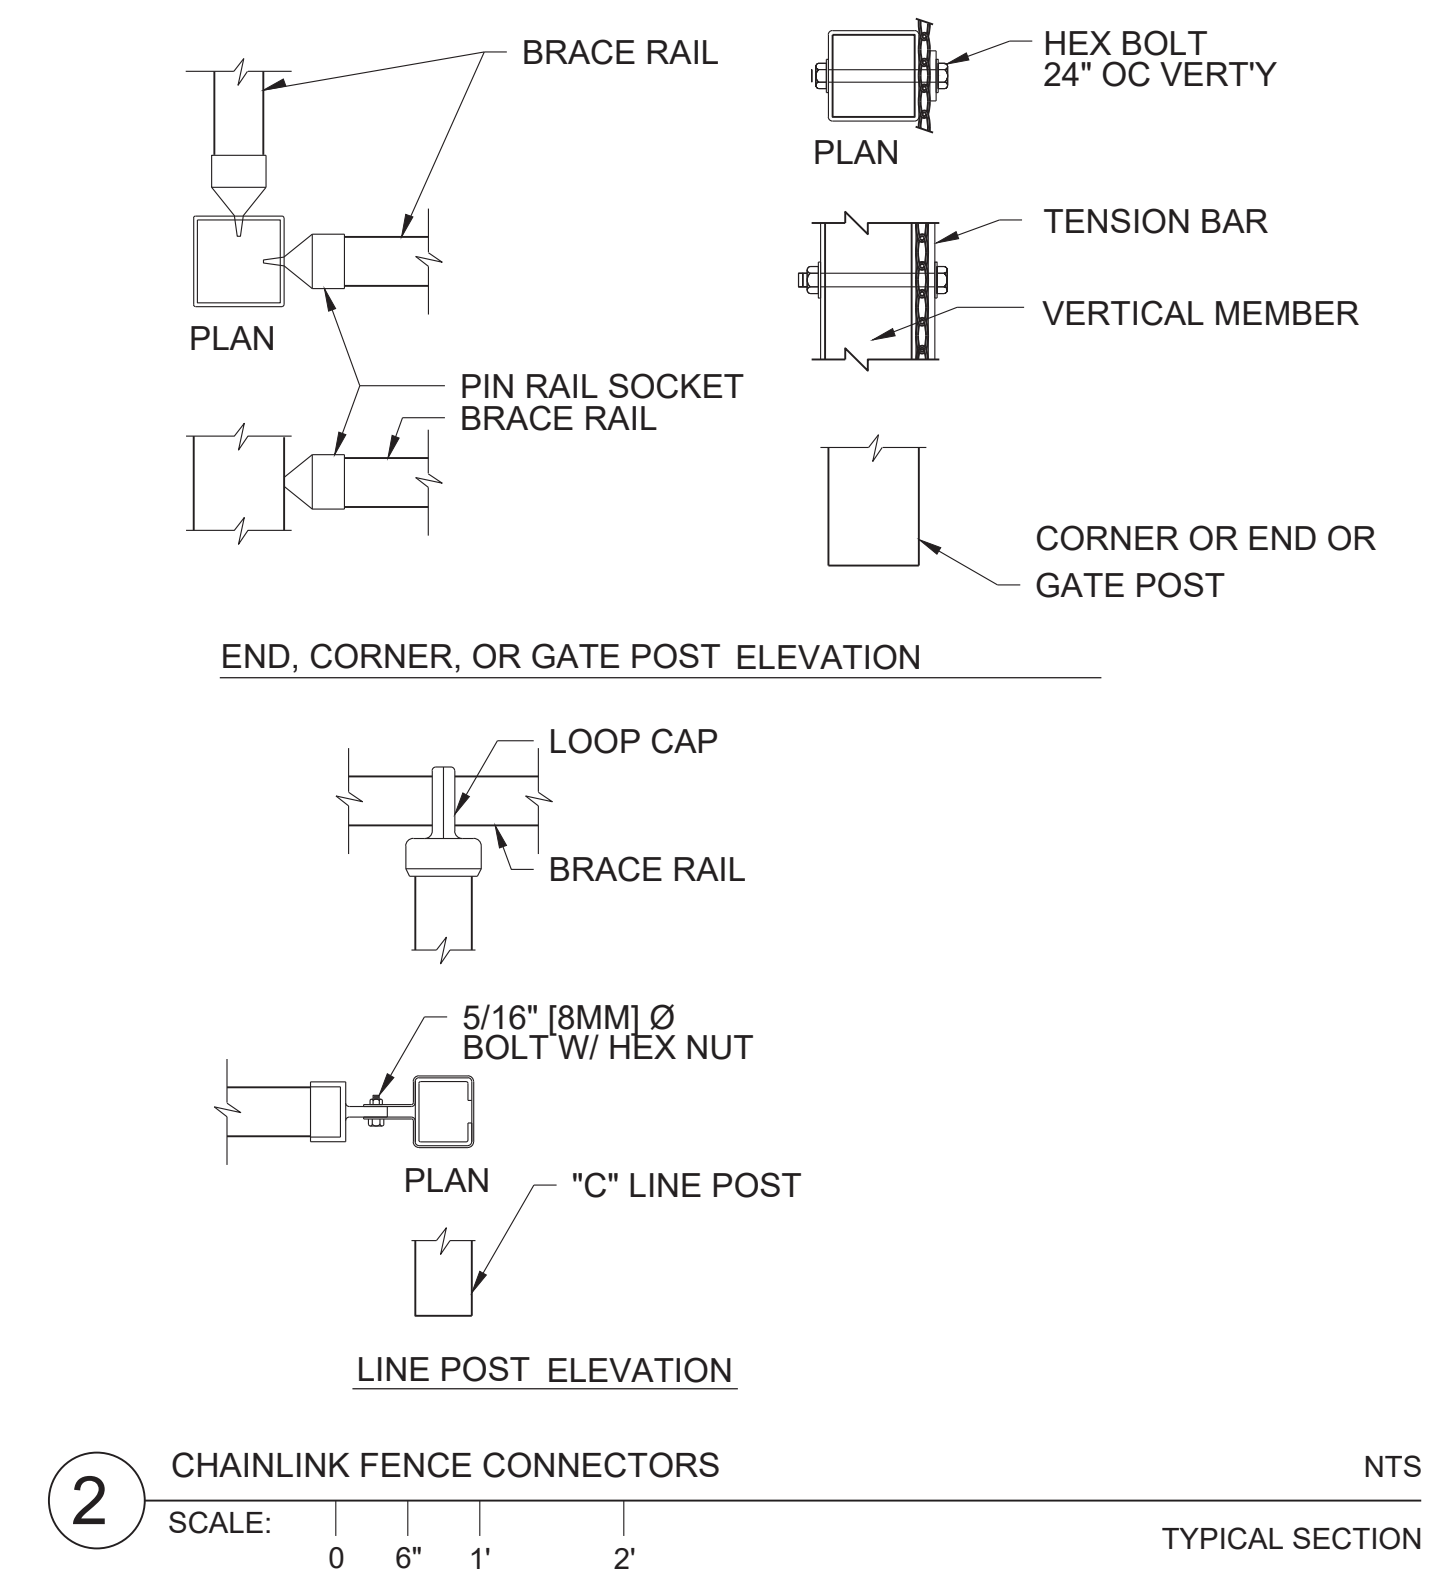 BRACE RAIL
HEX BOLT
24" OC VERT'Y
PLAN
TENSION BAR
VERTICAL MEMBER
PLAN
PIN RAIL SOCKET
BRACE RAIL
CORNER OR END OR
GATE POST
END, CORNER, OR GATE POST ELEVATION
LOOP CAP
BRACE RAIL
5/16" [8MM] Ø
BOLT W/ HEX NUT
PLAN
"C" LINE POST
LINE POST ELEVATION
2
CHAINLINK FENCE CONNECTORS
NTS
SCALE:
0 6" 1' 2'
TYPICAL SECTION